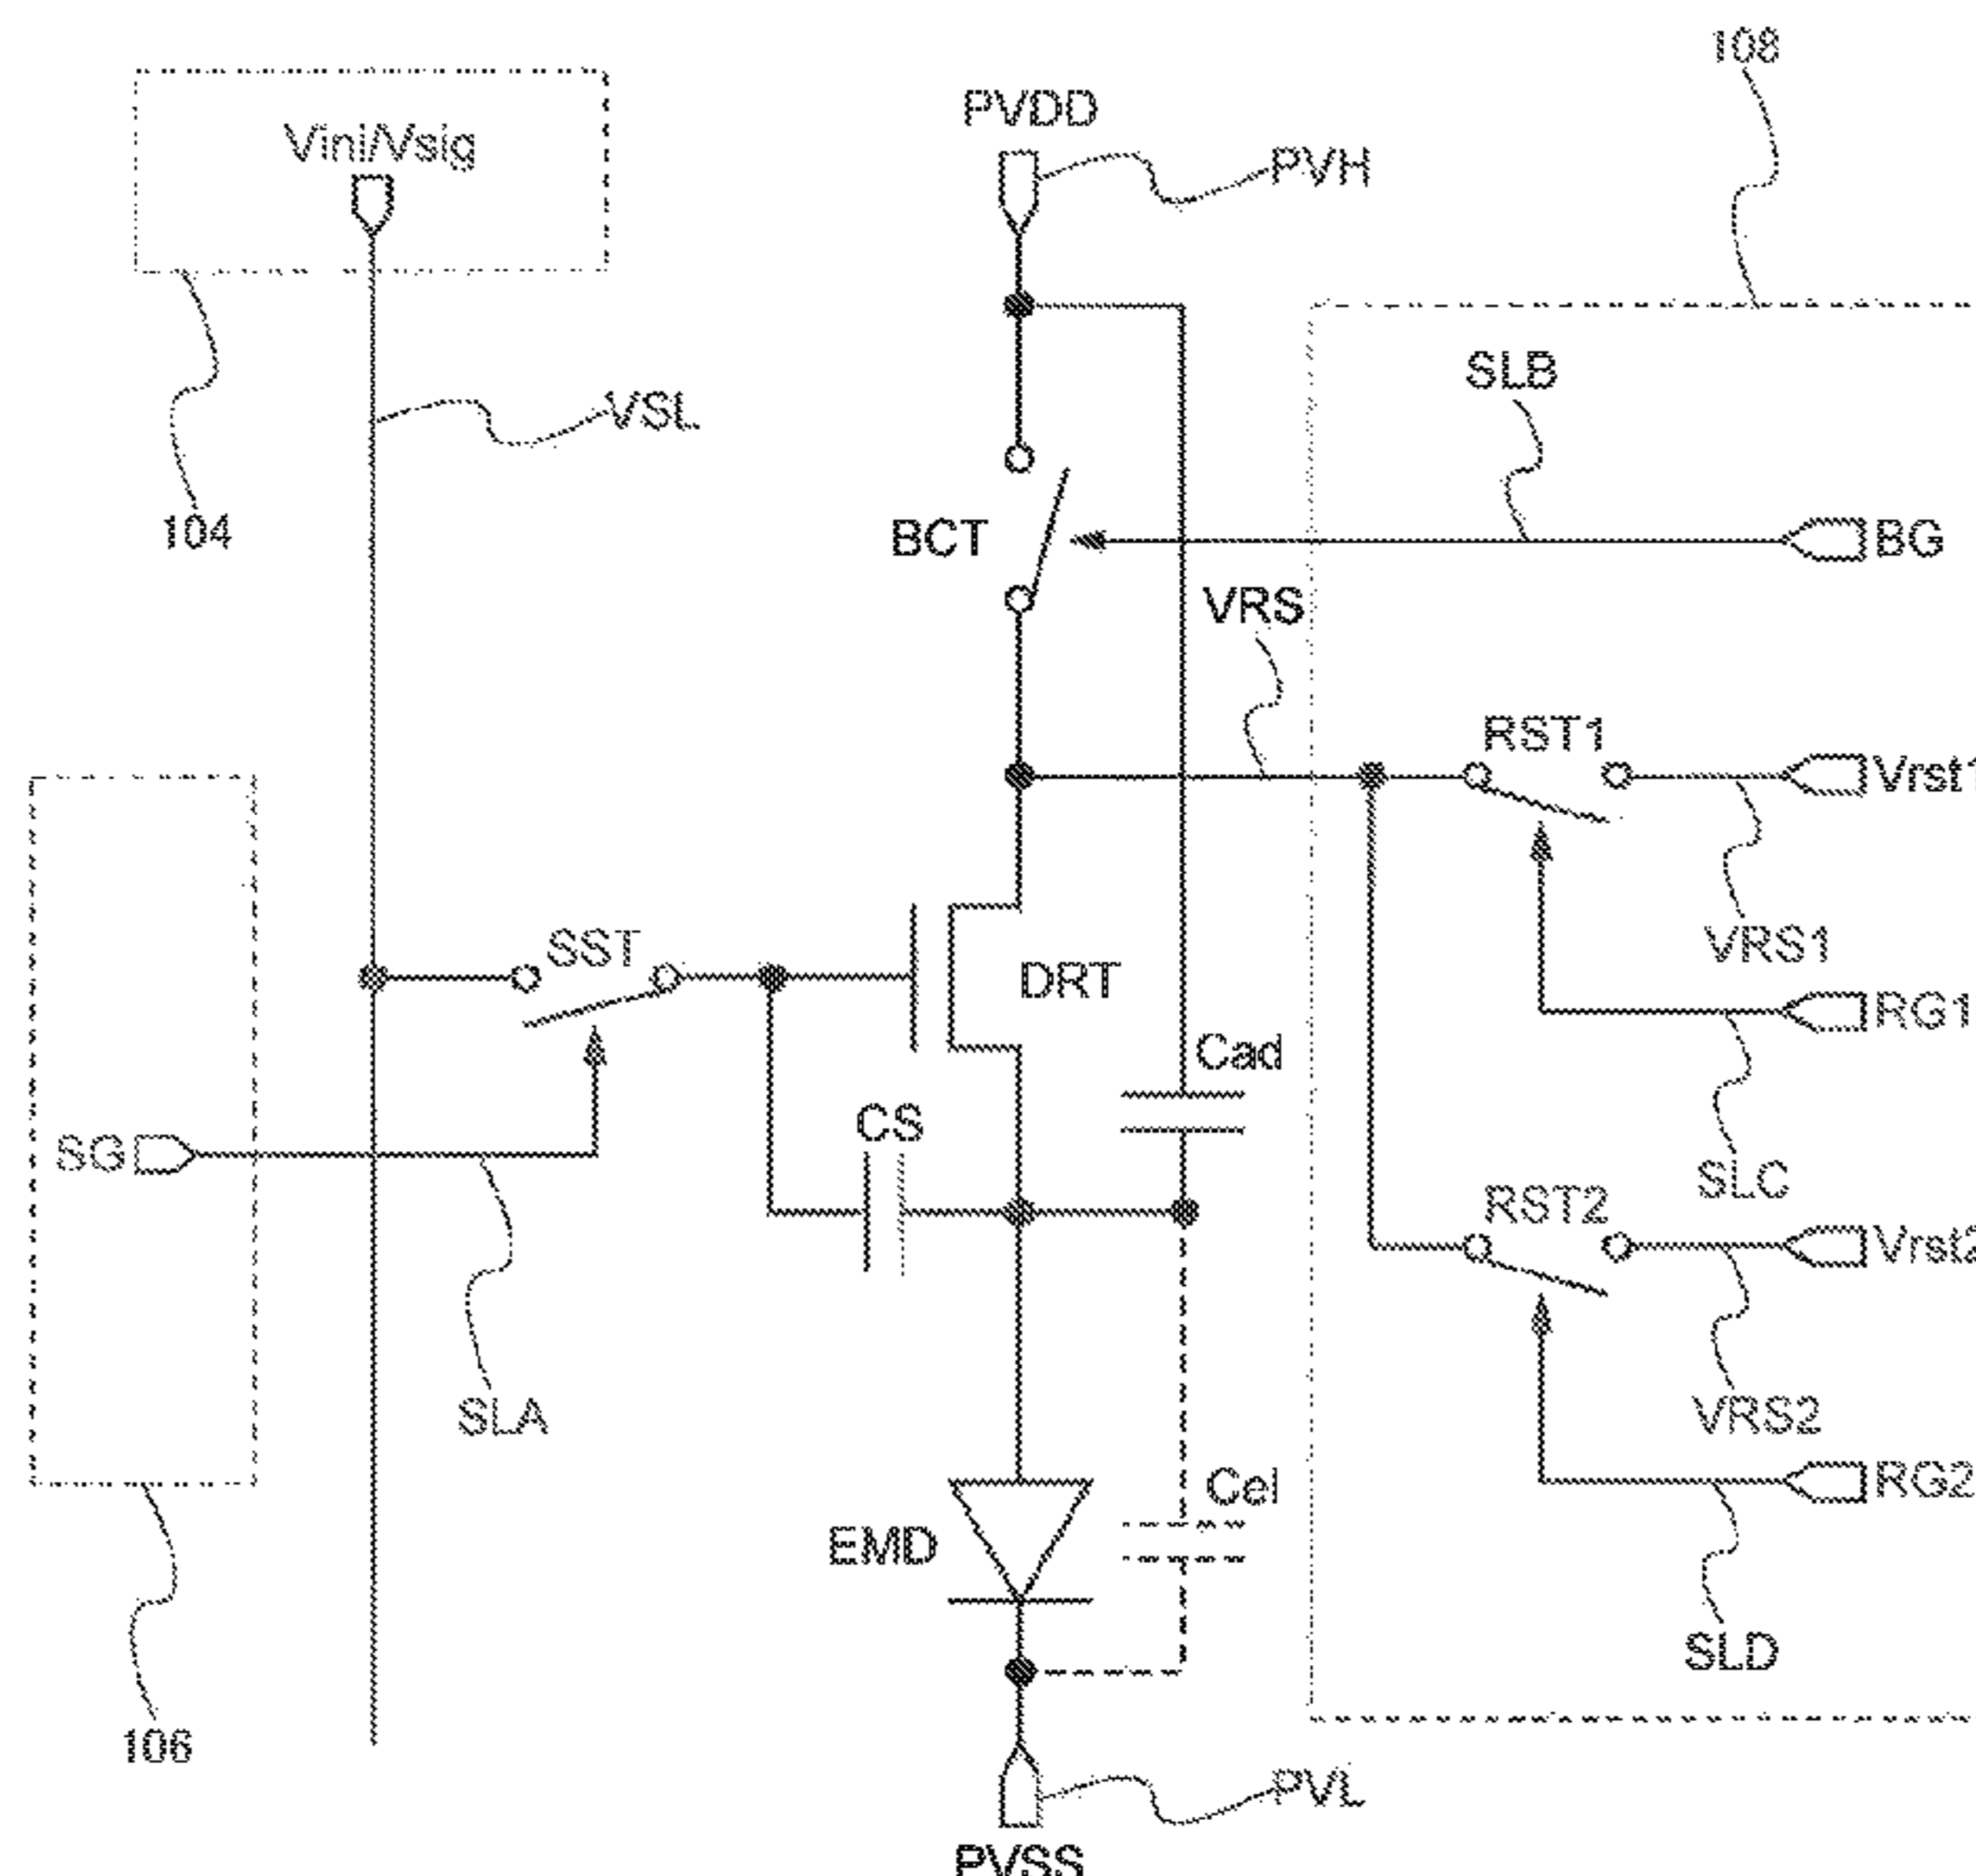 108
PVDD
Vini/Vsig
PVH
SLB
VSL
104
BCT
BG
VRS
RST1
Vrst1
SST
VRS1
DRT
RG1
Cad
CS
SG
SLC
RST2
Vrst2
SLA
VRS2
Cel
RG2
EMD
SLD
106
PVL
PVSS